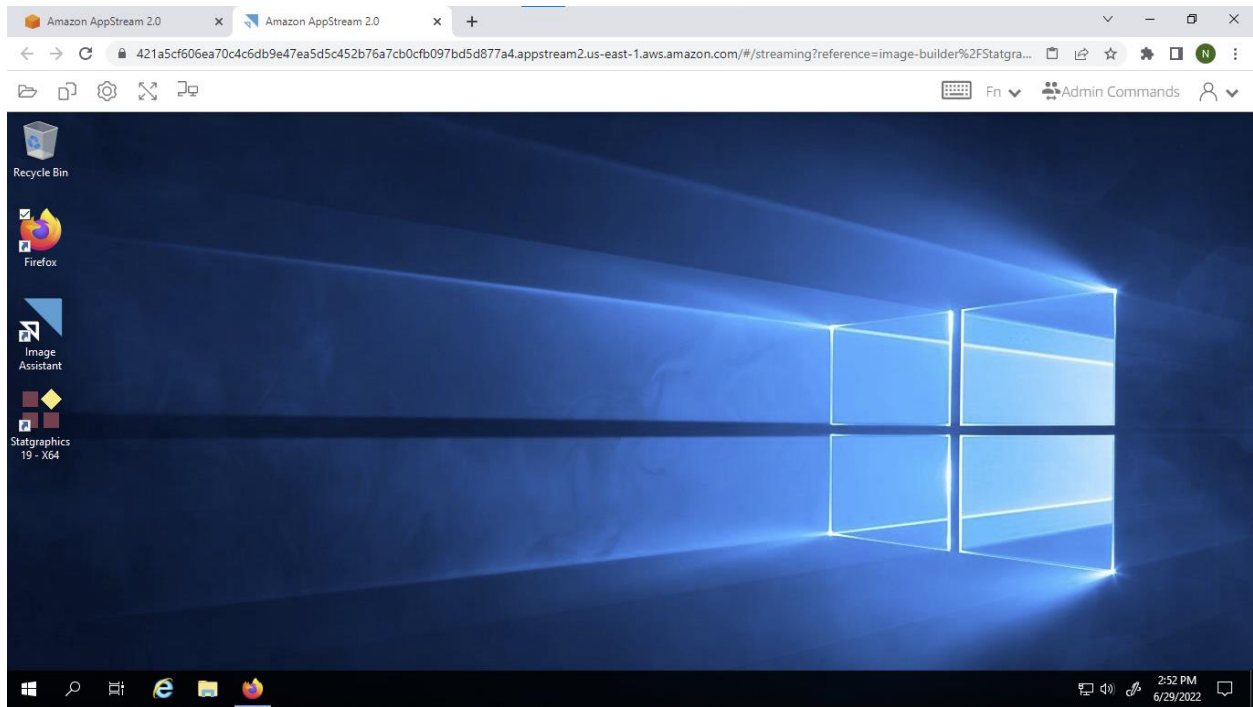 Amazon AppStream 2.0
Amazon AppStream 2.0
421a5cf606ea70c4c6db9e47ea5d5c452b76a7cb0cfb097bd5d877a4.appstream2.us-east-1.aws.amazon.com/#/streaming?reference=image-builder%2FStatgra...
N
Fn
Admin Commands
Recycle Bin
Firefox
Image
Assistant
Statgraphics
19 - X64
2:52 PM
6/29/2022